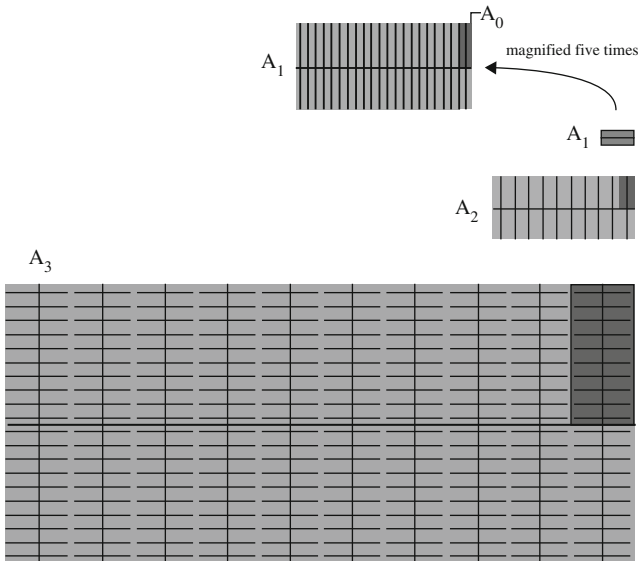 A₀
magnified five times
A₁
A₁
A₂
A₃